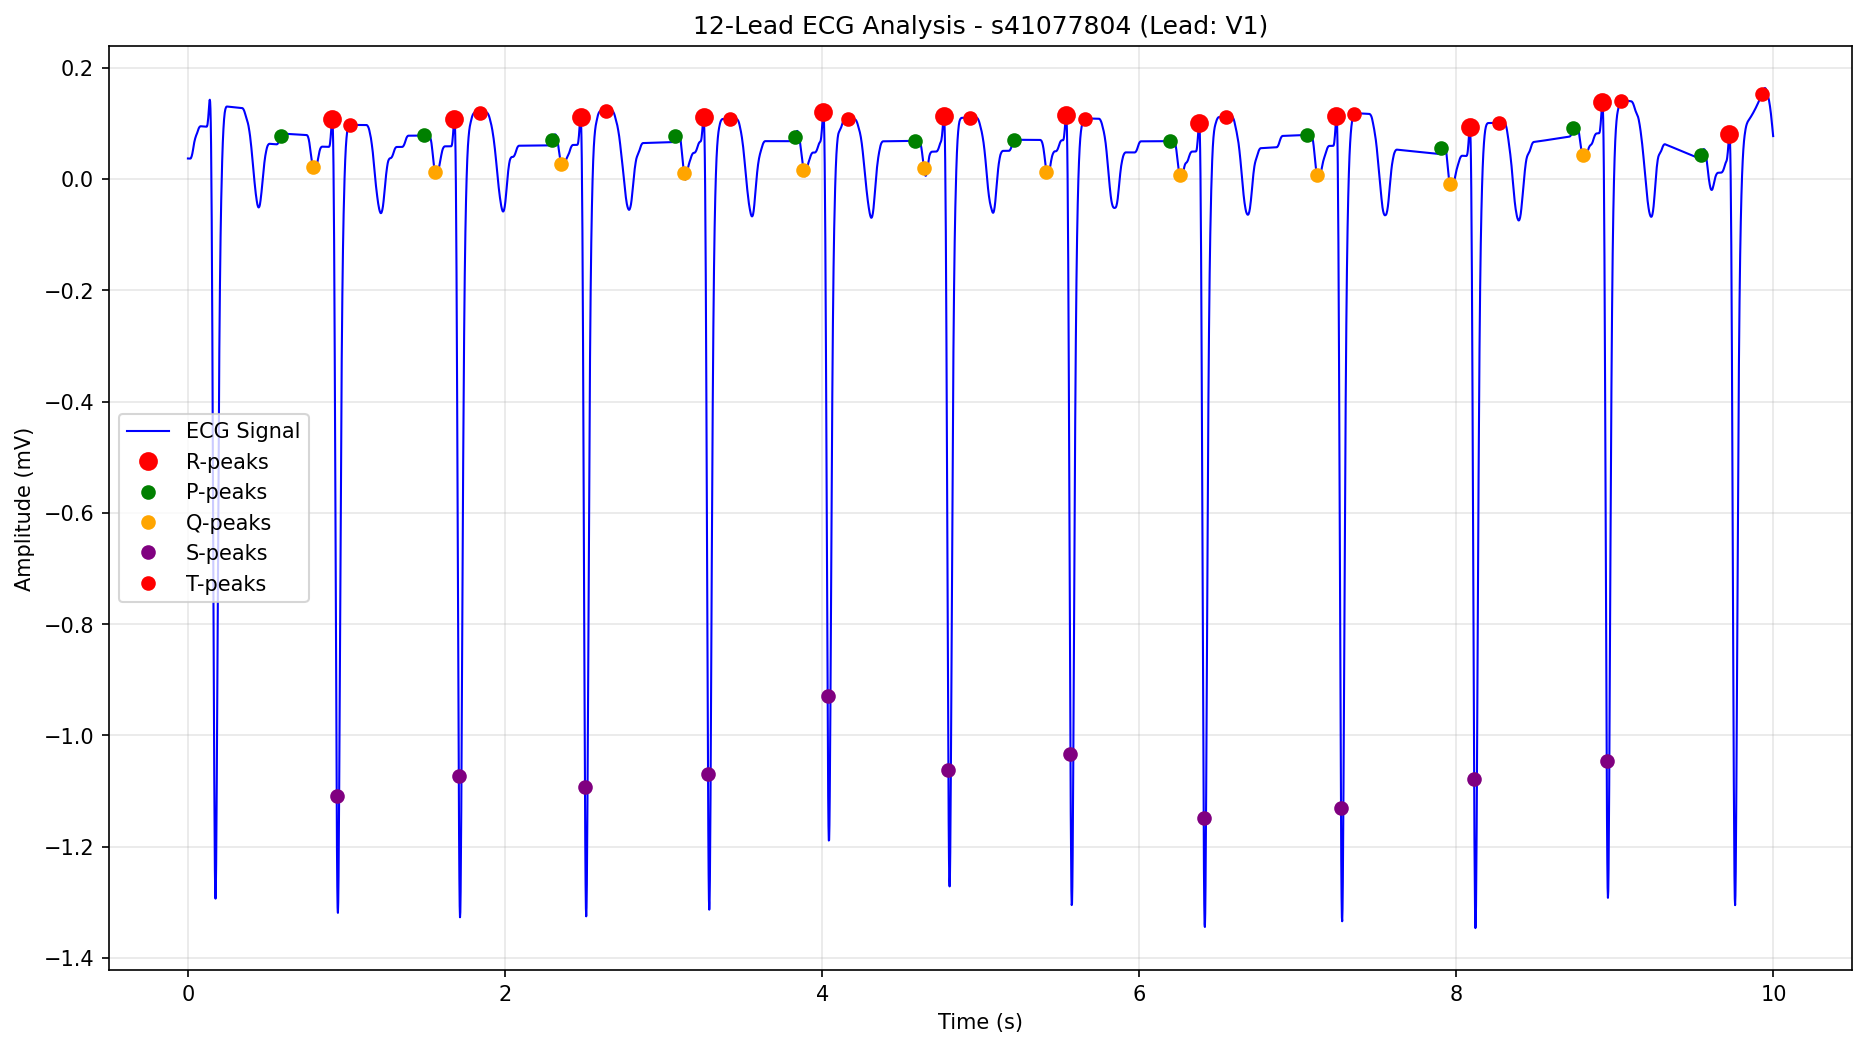 12-Lead ECG Analysis - s41077804 (Lead: V1)
0.2
0.0
−0.2
−0.4
−0.6
−0.8
−1.0
−1.2
−1.4
Amplitude (mV)
ECG Signal
R-peaks
P-peaks
Q-peaks
S-peaks
T-peaks
0 2 4 6 8 10
Time (s)